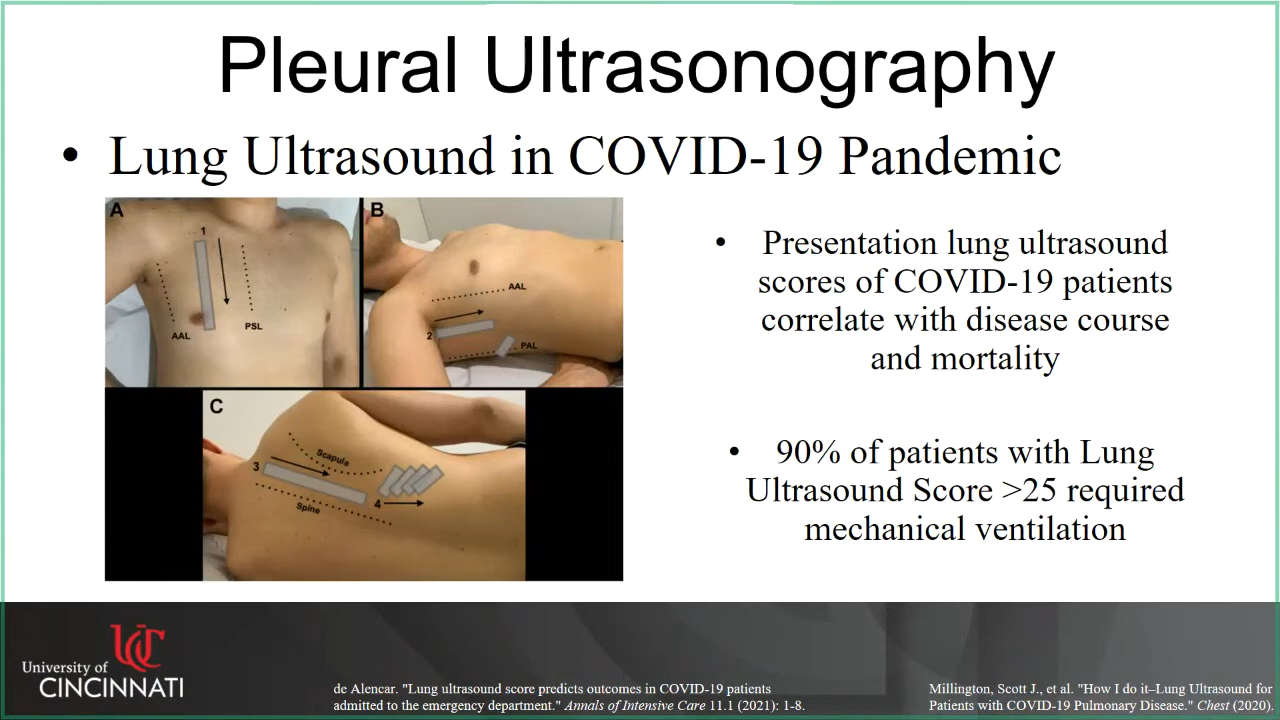 Pleural Ultrasonography
• Lung Ultrasound in COVID-19 Pandemic
A
1
AAL
PSL
B
AAL
2
PAL
C
3
Scapula
4
Spine
• Presentation lung ultrasound
scores of COVID-19 patients
correlate with disease course
and mortality
• 90% of patients with Lung
Ultrasound Score >25 required
mechanical ventilation
UC
University of
CINCINNATI
de Alencar. "Lung ultrasound score predicts outcomes in COVID-19 patients
admitted to the emergency department." Annals of Intensive Care 11.1 (2021): 1-8.
Millington, Scott J., et al. "How I do it–Lung Ultrasound for
Patients with COVID-19 Pulmonary Disease." Chest (2020).